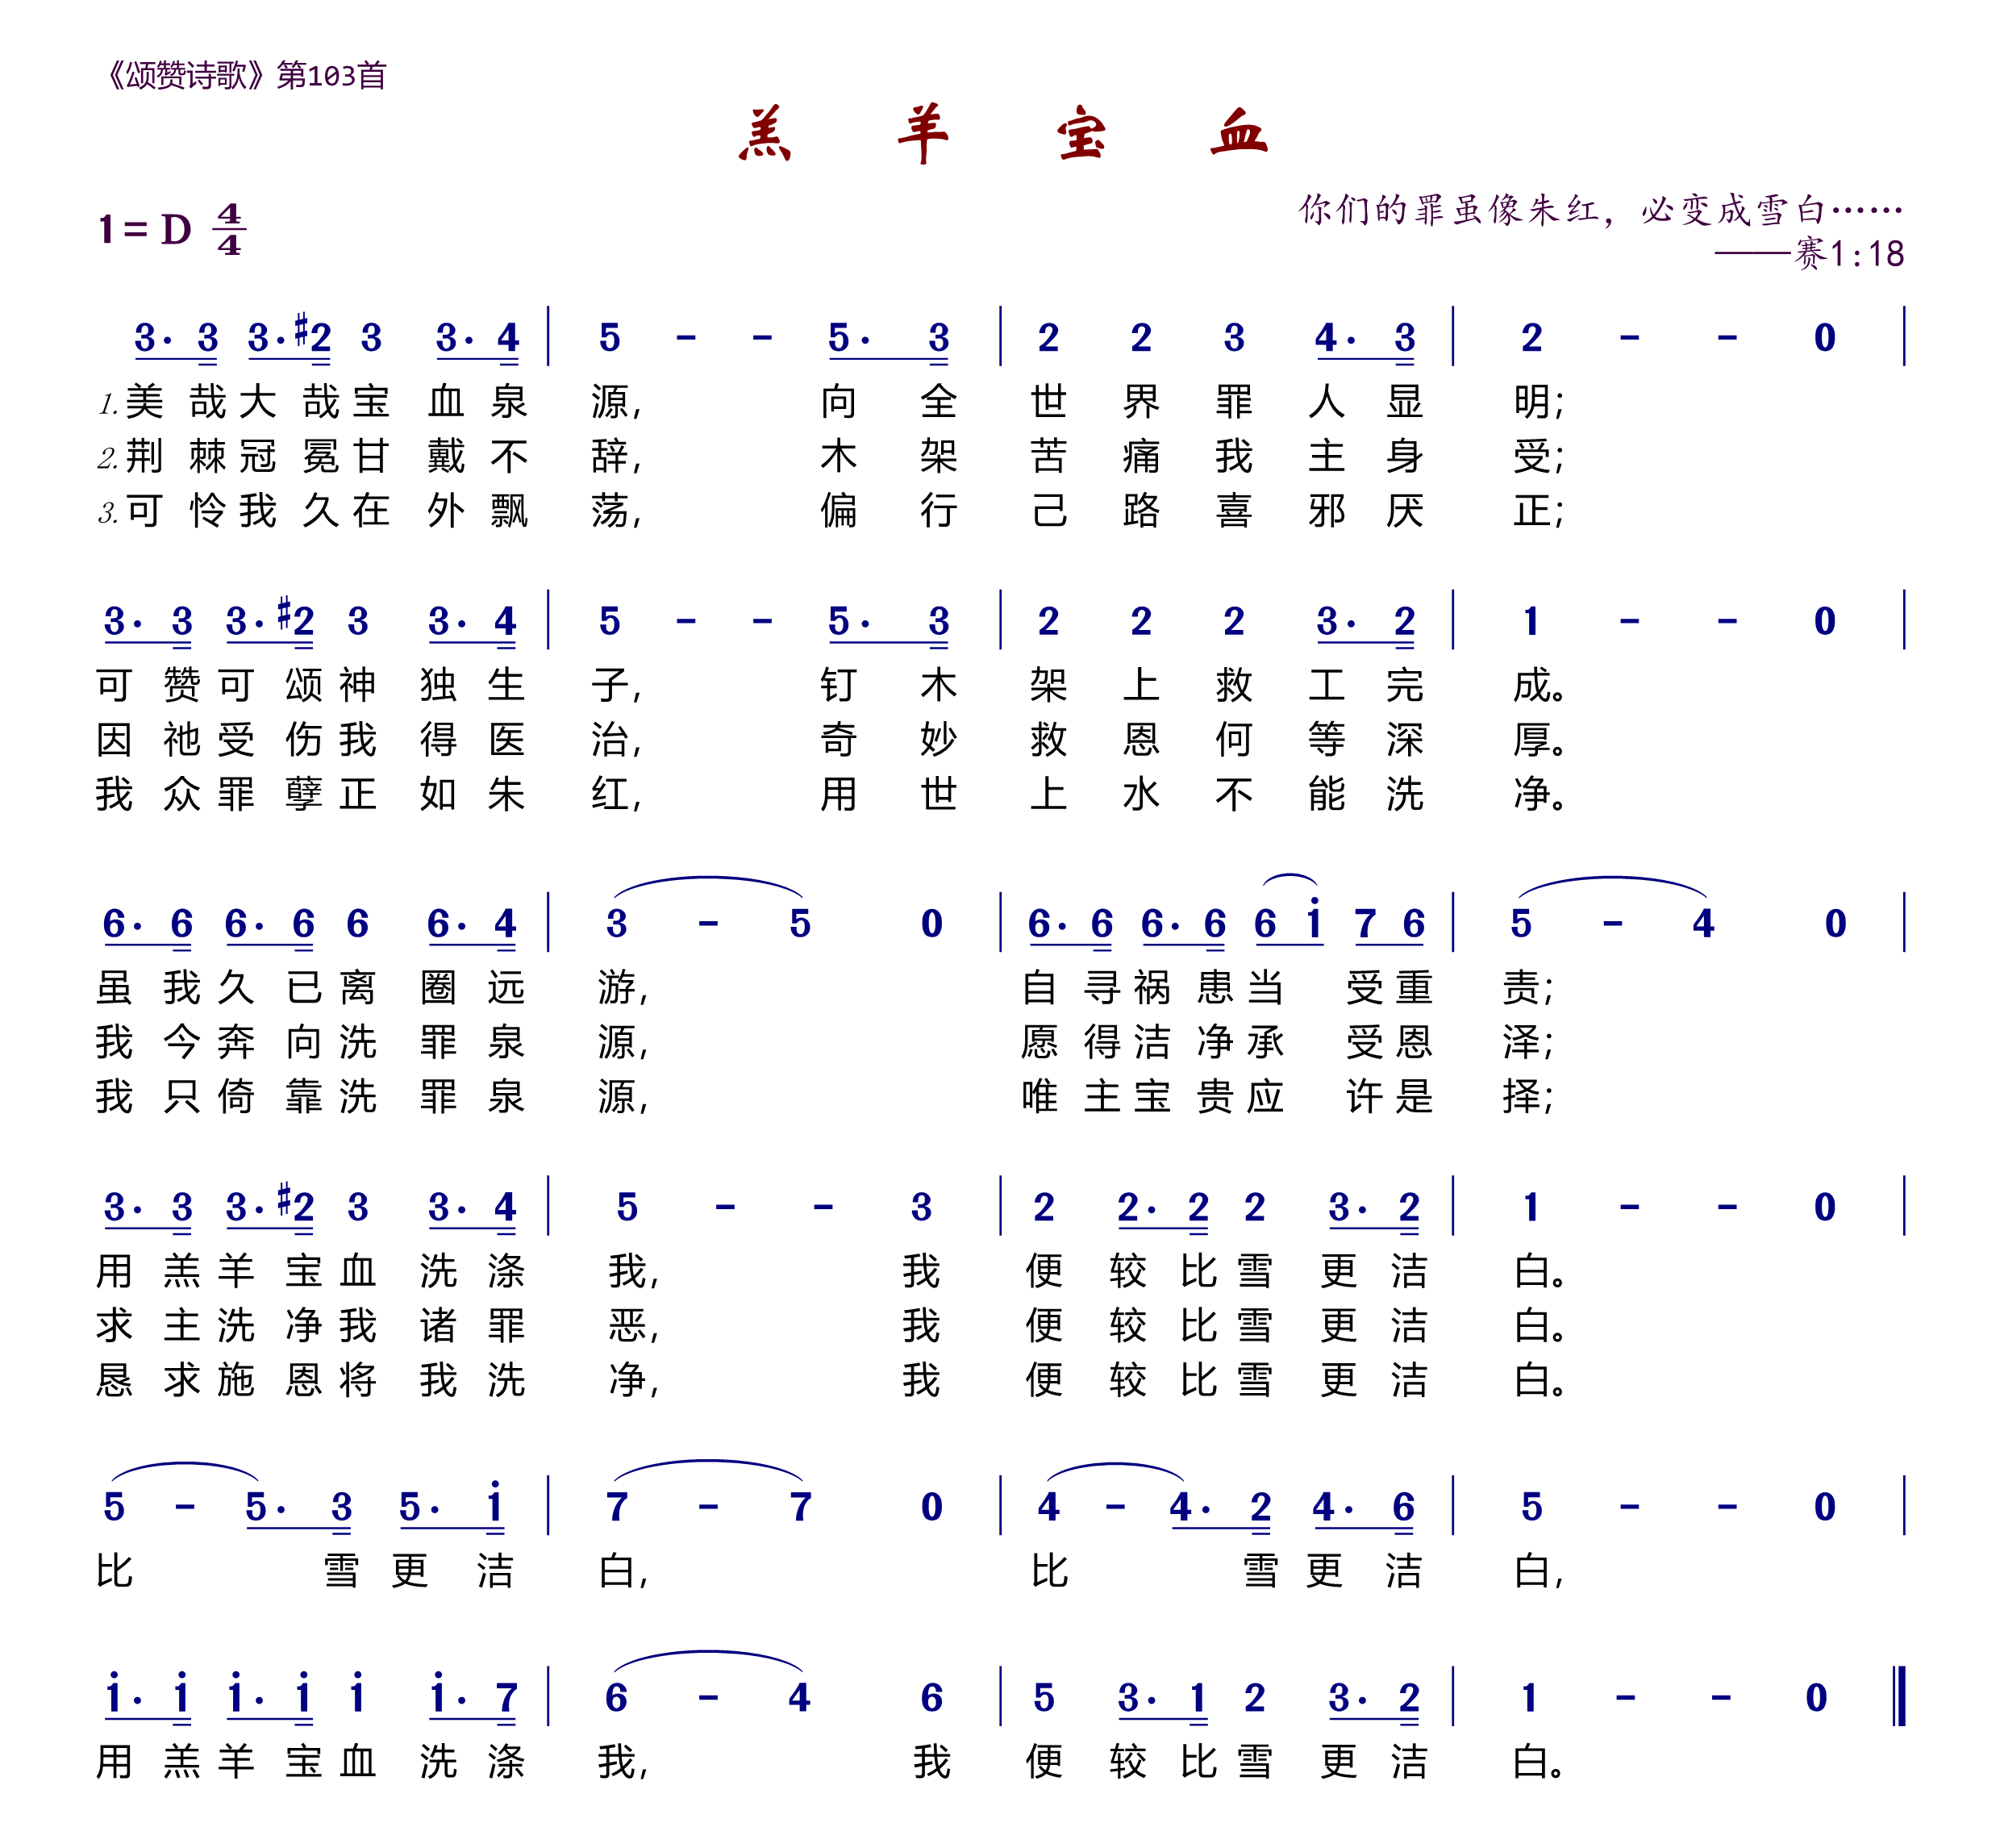 《颂赞诗歌》第103首
羔羊宝血
你们的罪虽像朱红，必变成雪白……
1=D 4/4
——赛1:18
3. 3 3. #2 3 3. 4 | 5 - - 5. 3 | 2 2 3 4. 3 | 2 - - 0 |
1.美哉大哉宝血泉源，向全世界罪人显明；
2.荆棘冠冕甘戴不辞，木架苦痛我主身受；
3.可怜我久在外飘荡，偏行己路喜邪厌正；
3. 3 3. #2 3 3. 4 | 5 - - 5. 3 | 2 2 2 3. 2 | 1 - - 0 |
可赞可颂神独生子，钉木架上救工完成。
因祂受伤我得医治，奇妙救恩何等深厚。
我众罪孽正如朱红，用世上水不能洗净。
6. 6 6. 6 6 6. 4 | 3 - 5 0 | 6. 6 6. 6 6 i 7 6 | 5 - 4 0 |
虽我久已离圈远游，自寻祸患当受重责；
我今奔向洗罪泉源，愿得洁净承受恩泽；
我只倚靠洗罪泉源，唯主宝贵应许是择；
3. 3 3. #2 3 3. 4 | 5 - - 3 | 2 2. 2 2 3. 2 | 1 - - 0 |
用羔羊宝血洗涤我，我便较比雪更洁白。
求主洗净我诸罪恶，我便较比雪更洁白。
恳求施恩将我洗净，我便较比雪更洁白。
5 - 5. 3 5. i | 7 - 7 0 | 4 - 4. 2 4. 6 | 5 - - 0 |
比雪更洁白，比雪更洁白，
i. i i. i i i. 7 | 6 - 4 6 | 5 3. 1 2 3. 2 | 1 - - 0 ‖
用羔羊宝血洗涤我，我便较比雪更洁白。